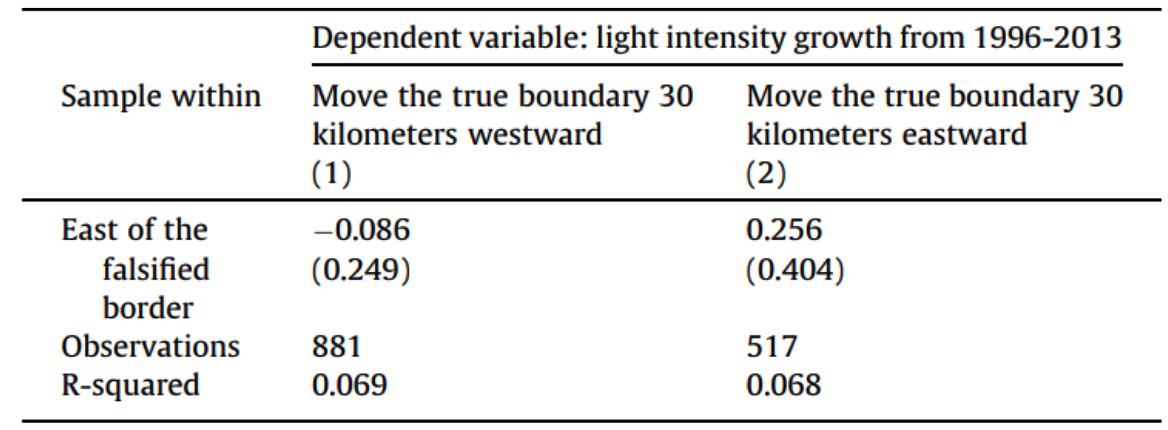 Dependent variable: light intensity growth from 1996-2013
Sample within Move the true boundary 30 Move the true boundary 30
kilometers westward kilometers eastward
(1) (2)
East of the −0.086 0.256
falsified (0.249) (0.404)
border
Observations 881 517
R-squared 0.069 0.068